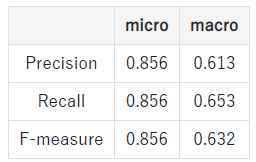 micro macro
Precision 0.856 0.613
Recall 0.856 0.653
F-measure 0.856 0.632